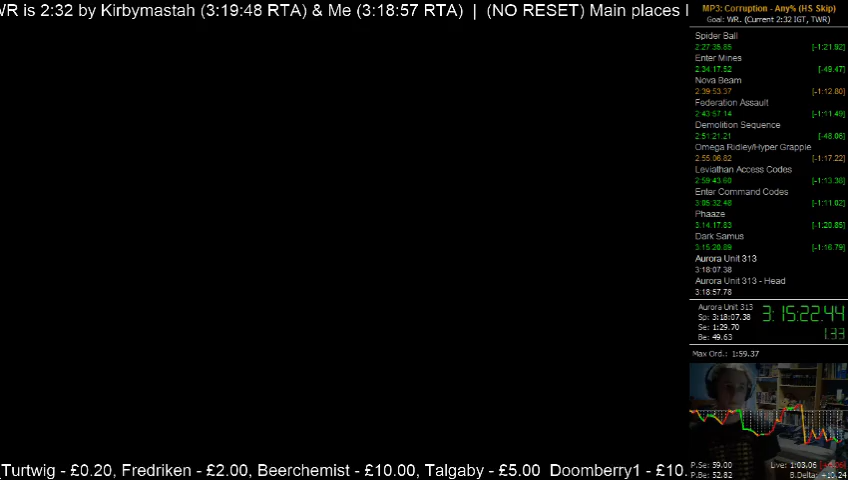 WR is 2:32 by Kirbymastah (3:19:48 RTA) & Me (3:18:57 RTA) | (NO RESET) Main places
MP3: Corruption - Any% (HS Skip)
Goal: WR. (Current 2:32 IGT, TWR)
Spider Ball
2:27:35.85 [-1:21.92]
Enter Mines
2:34:17.52 [-49.47]
Nova Beam
2:39:53.37 [-1:12.80]
Federation Assault
2:43:57.14 [-1:11.49]
Demolition Sequence
2:51:21.21 [-48.06]
Omega Ridley/Hyper Grapple
2:55:06.82 [-1:17.22]
Leviathan Access Codes
2:59:43.60 [-1:13.38]
Enter Command Codes
3:05:32.48 [-1:11.02]
Phaaze
3:14:17.83 [-1:20.85]
Dark Samus
3:15:20.89 [-1:16.79]
Aurora Unit 313
3:18:07.38
Aurora Unit 313 - Head
3:18:57.78
Aurora Unit 313
Sp: 3:18:07.38 3:15:22.44
Se: 1:29.70 1.33
Be: 49.63
Max Ord.: 1:59.37
P.Se: 59.00 Live: 1:03.06
P.Be: 52.82 B.Delta: +10.24
Turtwig - £0.20, Fredriken - £2.00, Beerchemist - £10.00, Talgaby - £5.00 Doomberry1 - £10.